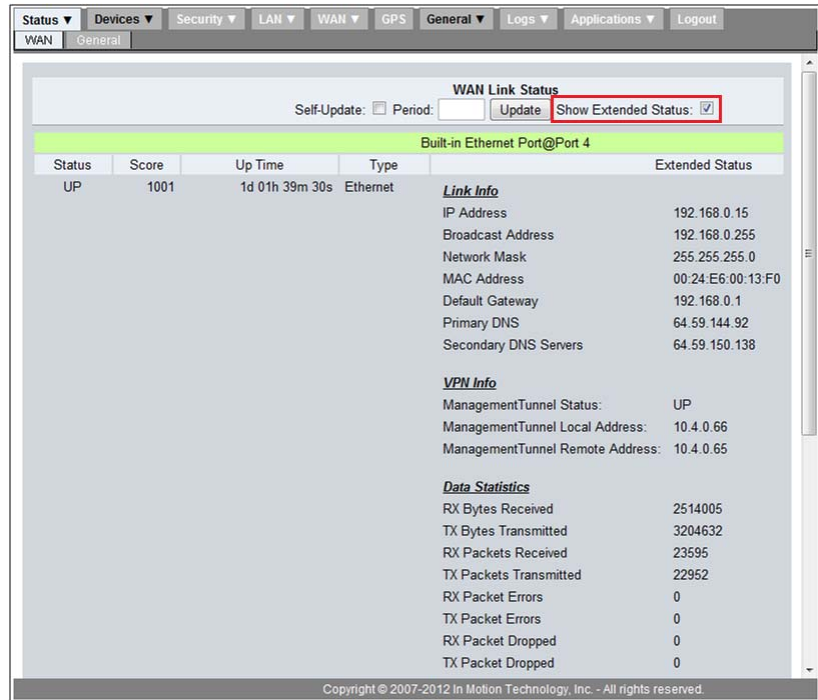 Status ▼ Devices ▼ Security ▼ LAN ▼ WAN ▼ GPS General ▼ Logs ▼ Applications ▼ Logout
WAN General
WAN Link Status
Self-Update: Period: Update Show Extended Status:
Built-in Ethernet Port@Port 4
Status Score Up Time Type Extended Status
UP 1001 1d 01h 39m 30s Ethernet Link Info
IP Address 192.168.0.15
Broadcast Address 192.168.0.255
Network Mask 255.255.255.0
MAC Address 00:24:E6:00:13:F0
Default Gateway 192.168.0.1
Primary DNS 64.59.144.92
Secondary DNS Servers 64.59.150.138
VPN Info
ManagementTunnel Status: UP
ManagementTunnel Local Address: 10.4.0.66
ManagementTunnel Remote Address: 10.4.0.65
Data Statistics
RX Bytes Received 2514005
TX Bytes Transmitted 3204632
RX Packets Received 23595
TX Packets Transmitted 22952
RX Packet Errors 0
TX Packet Errors 0
RX Packet Dropped 0
TX Packet Dropped 0
Copyright © 2007-2012 In Motion Technology, Inc. - All rights reserved.